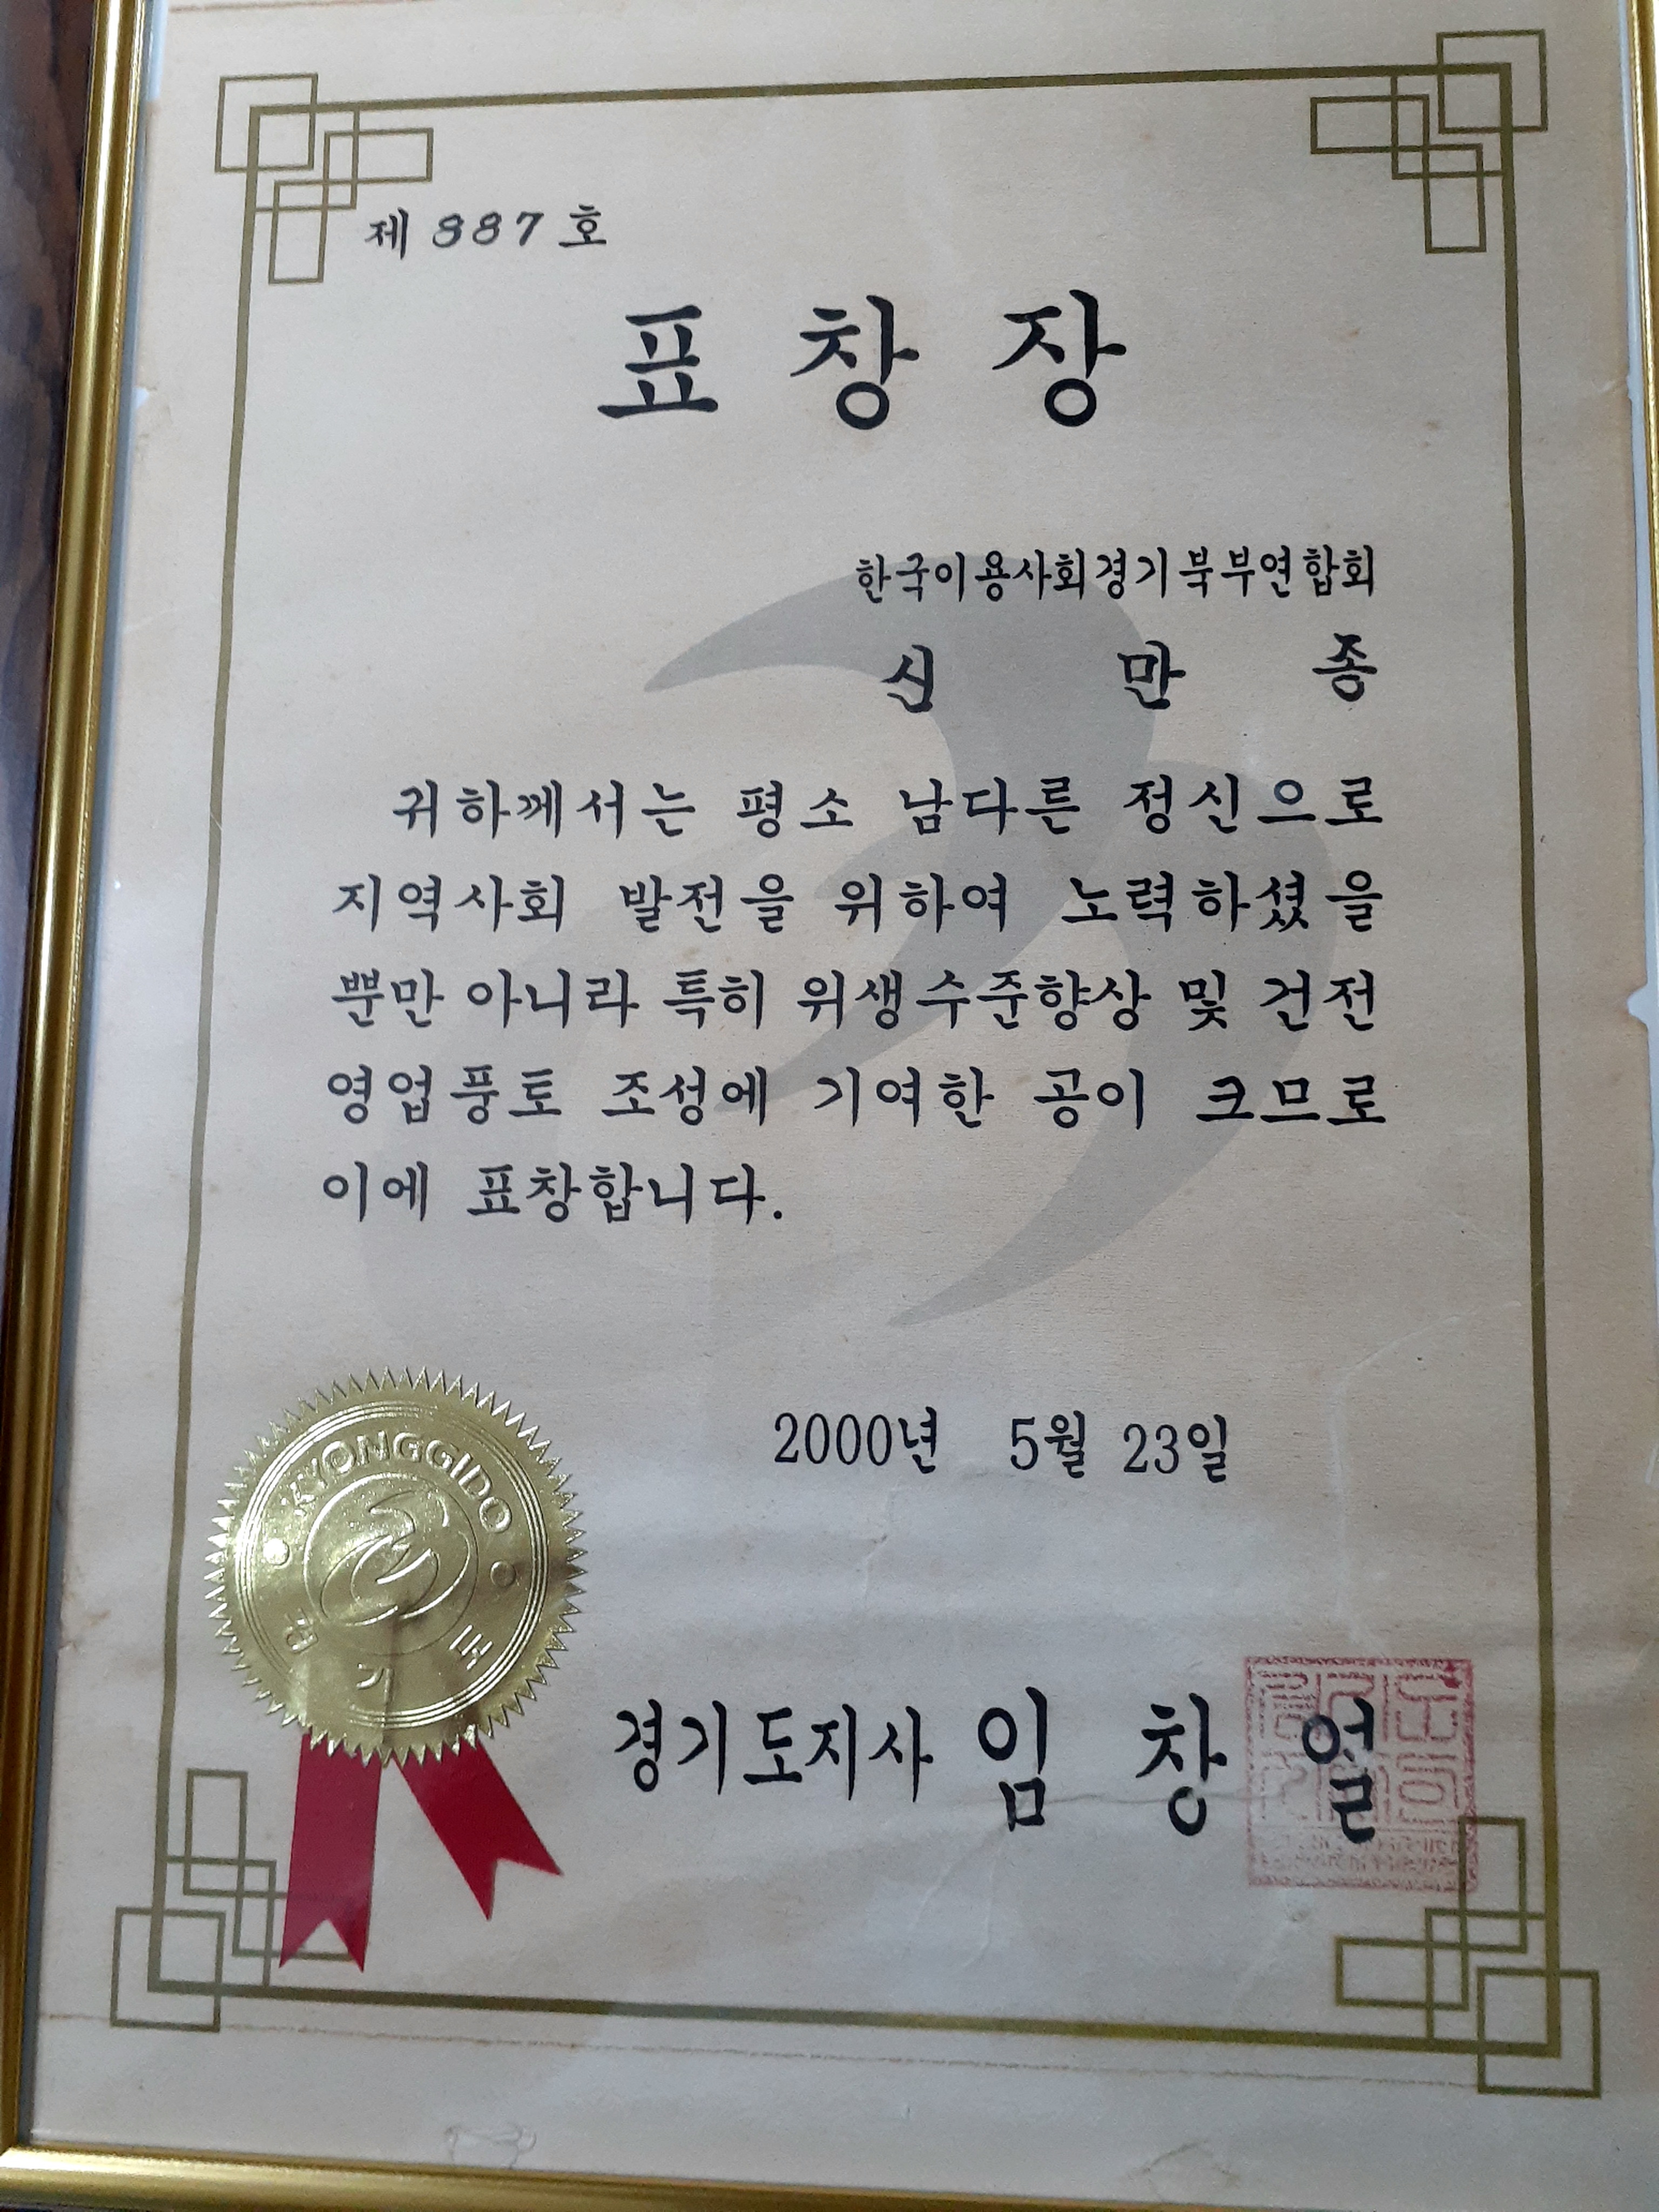 제 887 호
표 창 장
한국이용사회경기북부연합회
신 만 종
귀하께서는 평소 남다른 정신으로
지역사회 발전을 위하여 노력하셨을
뿐만 아니라 특히 위생수준향상 및 건전
영업풍토 조성에 기여한 공이 크므로
이에 표창합니다.
2000년 5월 23일
KYONGGIDO
경기도
경기도지사 임 창 열